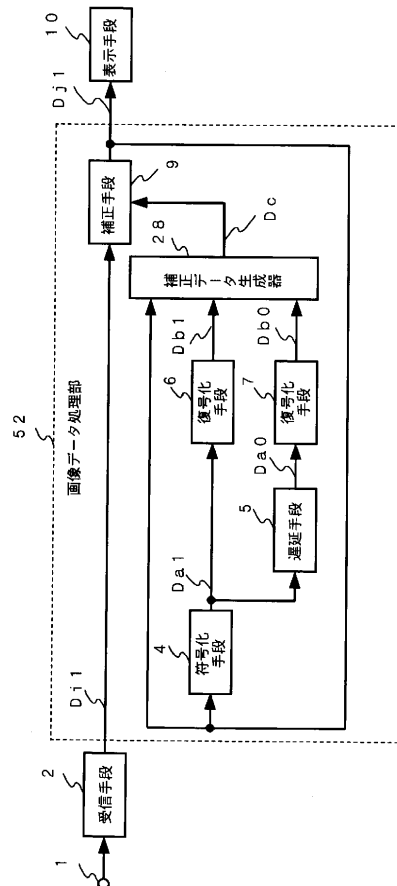 1
2
受信手段
Di1
52
画像データ処理部
4
符号化
手段
Da1
5
遅延手段
Da0
6
復号化
手段
7
復号化
手段
Db1
Db0
28
補正データ生成
器
Dc
9
補正手段
Dj1
10
表示手段